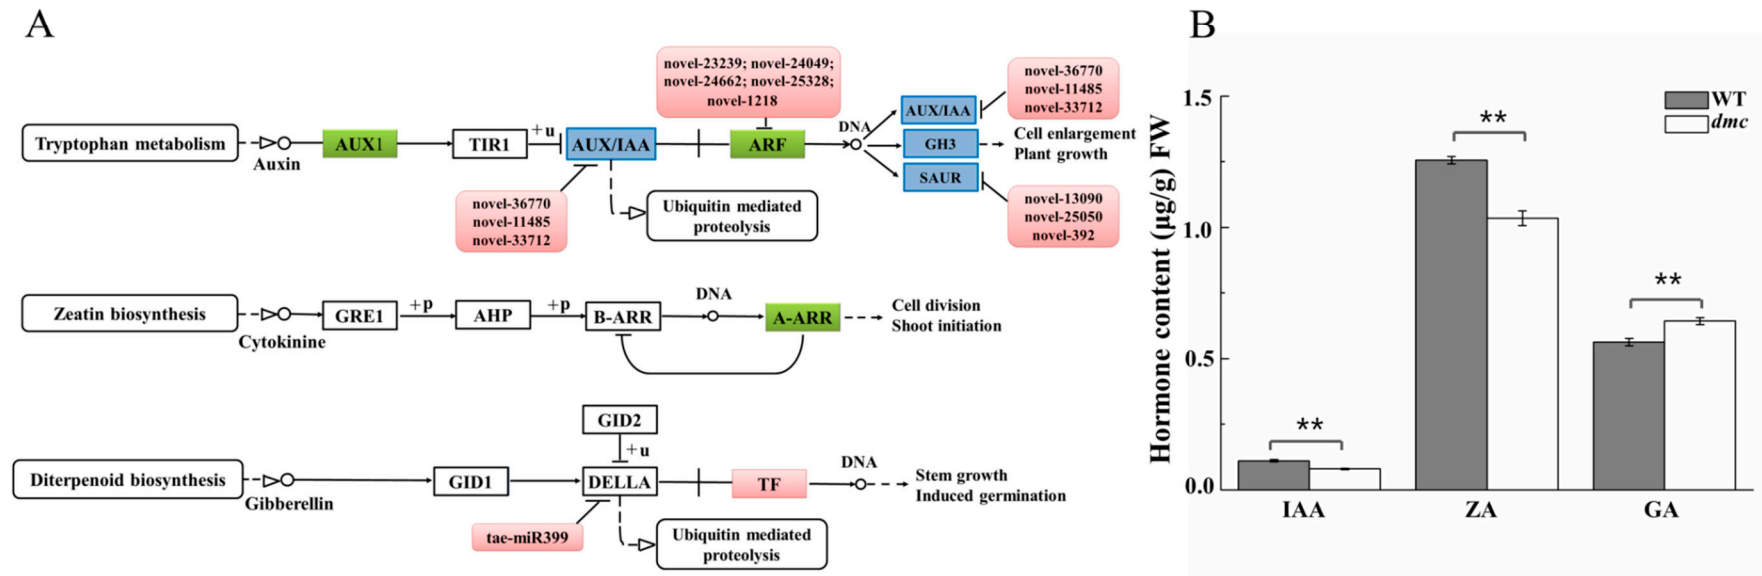 A
Tryptophan metabolism
Auxin
AUX1
TIR1
+u
AUX/IAA
novel-36770
novel-11485
novel-33712
Ubiquitin mediated
proteolysis
novel-23239; novel-24049;
novel-24662; novel-25328;
novel-1218
ARF
DNA
AUX/IAA
GH3
SAUR
novel-36770
novel-11485
novel-33712
Cell enlargement
Plant growth
novel-13090
novel-25050
novel-392
Zeatin biosynthesis
Cytokinine
GRE1
+p
AHP
+p
B-ARR
DNA
A-ARR
Cell division
Shoot initiation
Diterpenoid biosynthesis
Gibberellin
GID1
GID2
+u
DELLA
tae-miR399
Ubiquitin mediated
proteolysis
TF
DNA
Stem growth
Induced germination
B
Hormone content (μg/g) FW
1.5
1.0
0.5
0.0
WT
dmc
**
**
**
IAA
ZA
GA